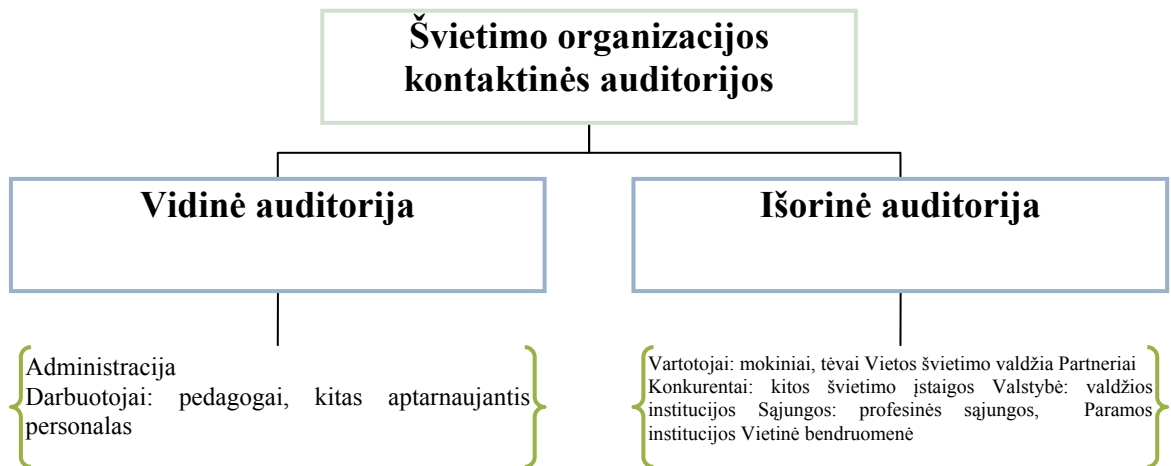 Švietimo organizacijos
kontaktinės auditorijos
Vidinė auditorija
Išorinė auditorija
Administracija
Darbuotojai: pedagogai, kitas aptarnaujantis
personalas
Vartotojai: mokiniai, tėvai Vietos švietimo valdžia Partneriai
Konkurentai: kitos švietimo įstaigos Valstybė: valdžios
institucijos Sąjungos: profesinės sąjungos, Paramos
institucijos Vietinė bendruomenė